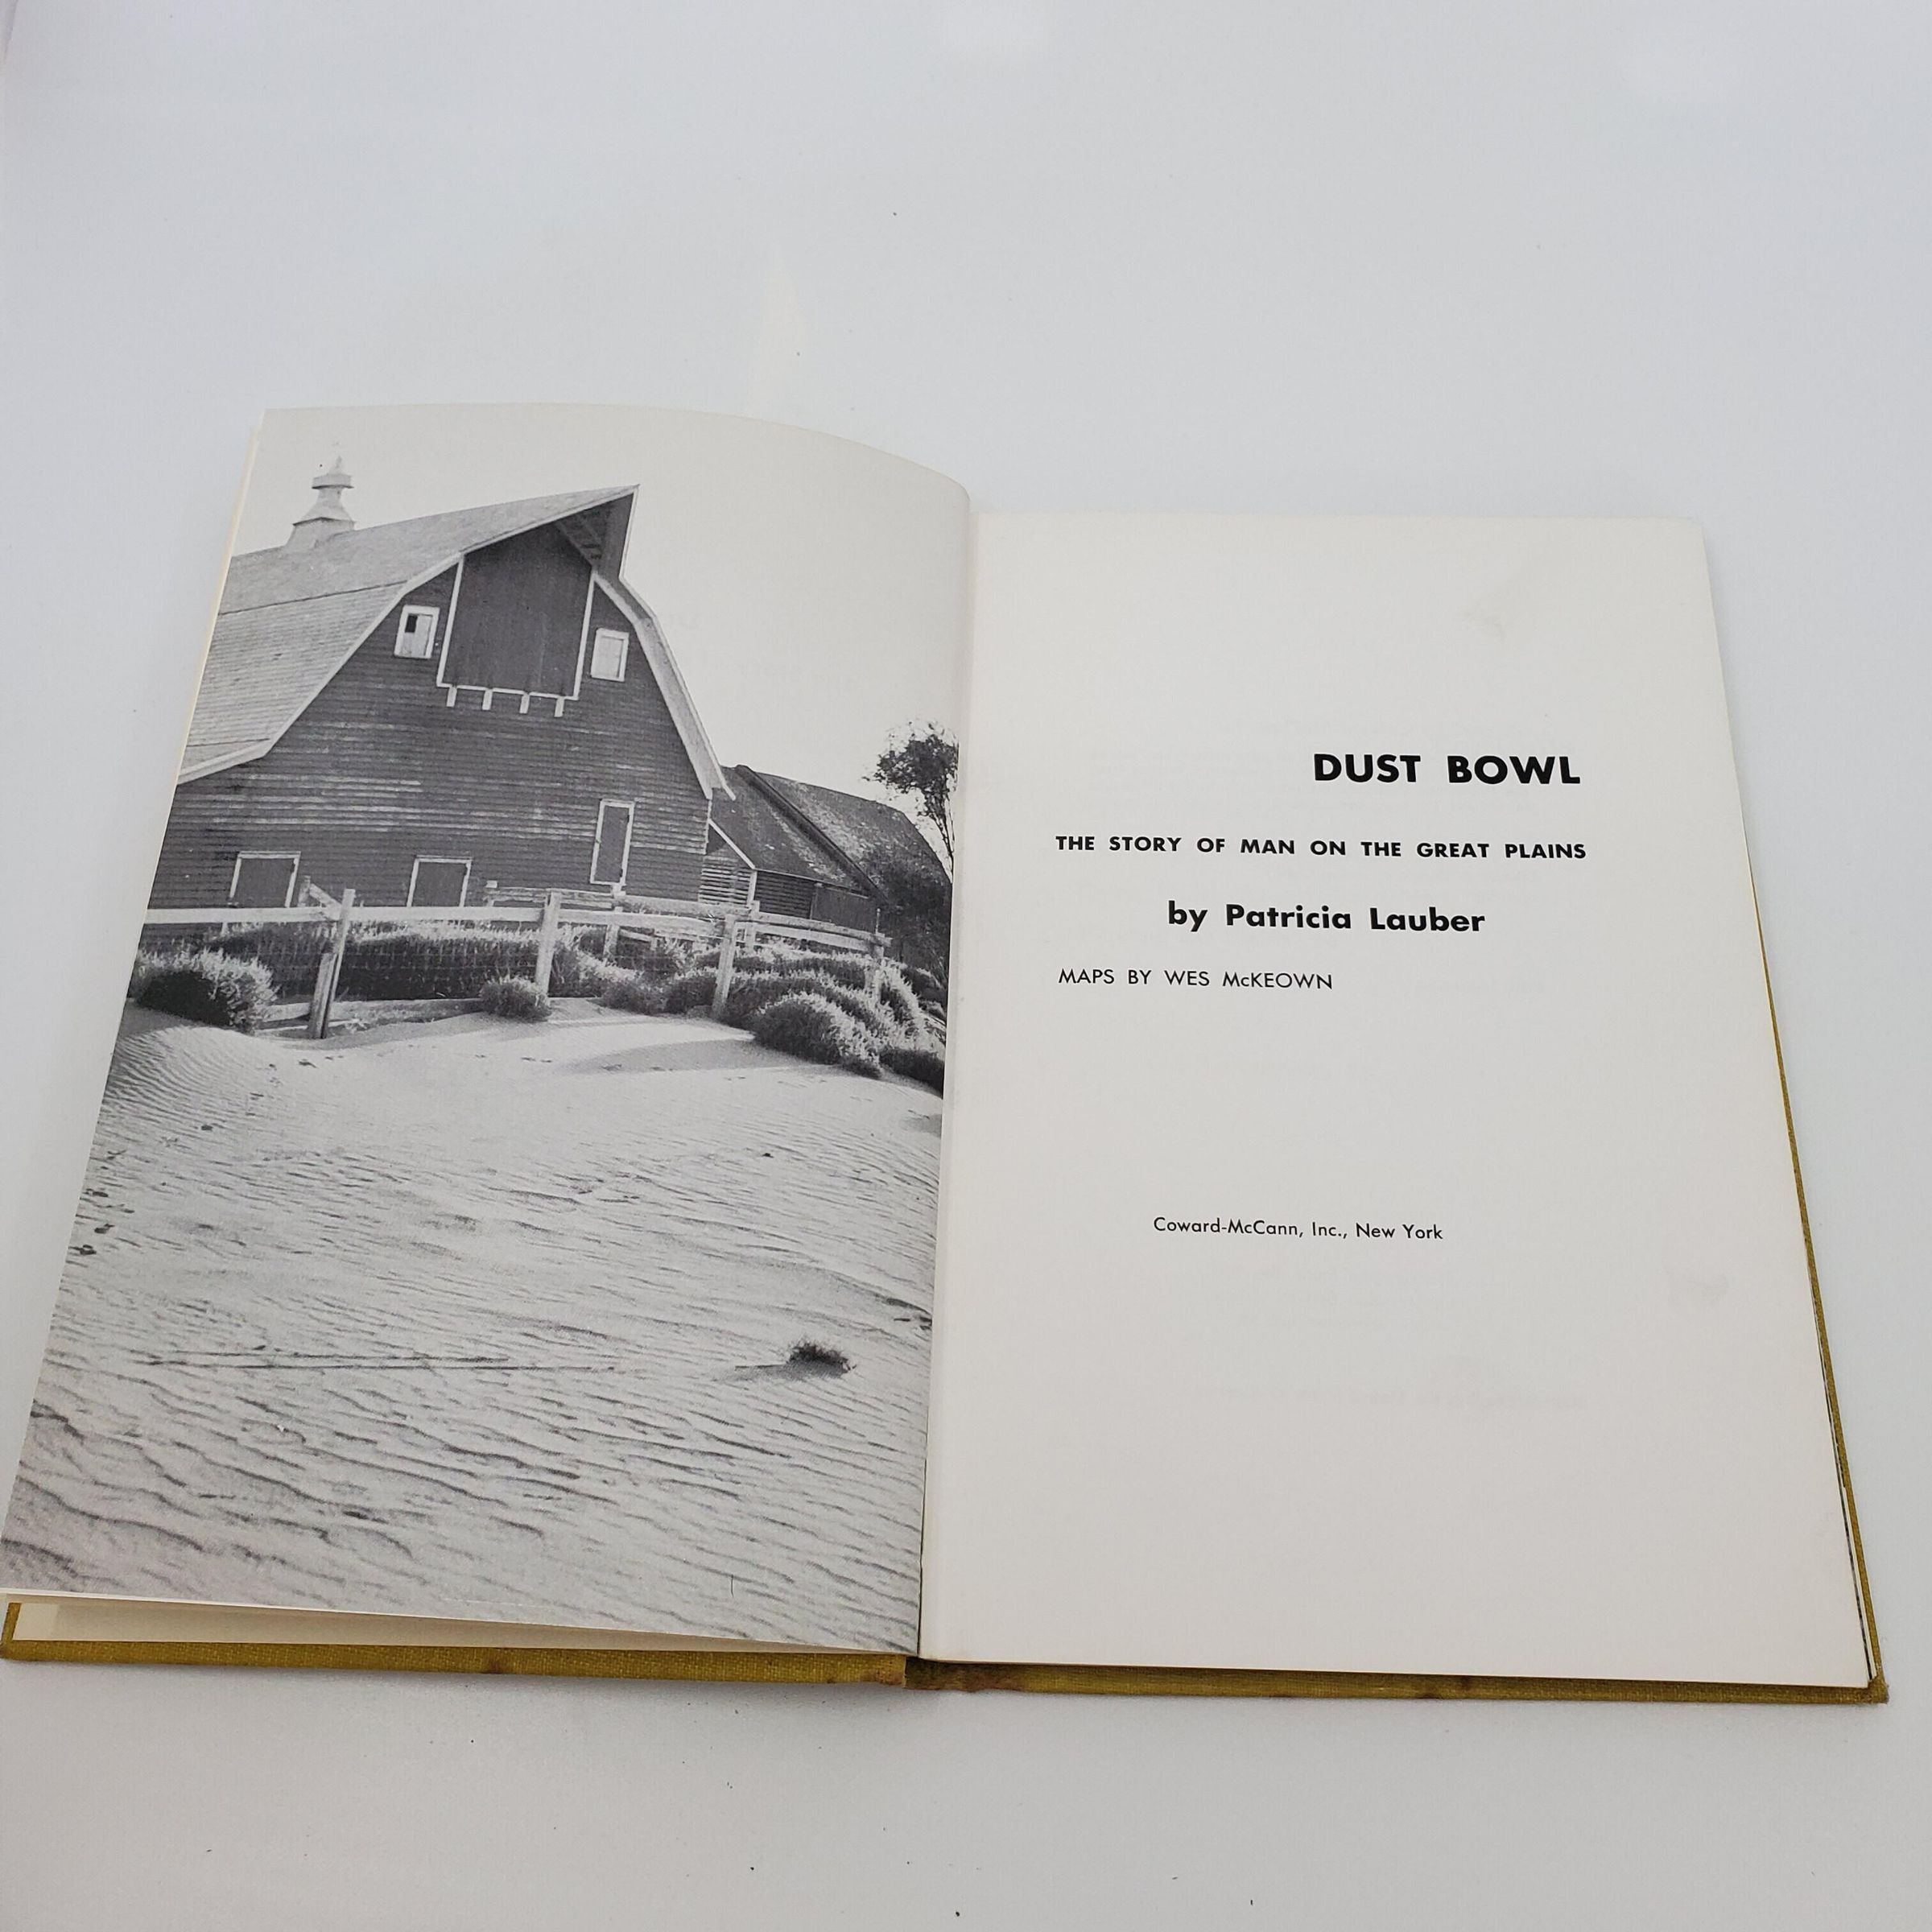 DUST BOWL
THE STORY OF MAN ON THE GREAT PLAINS
by Patricia Lauber
MAPS BY WES McKEOWN
Coward-McCann, Inc., New York